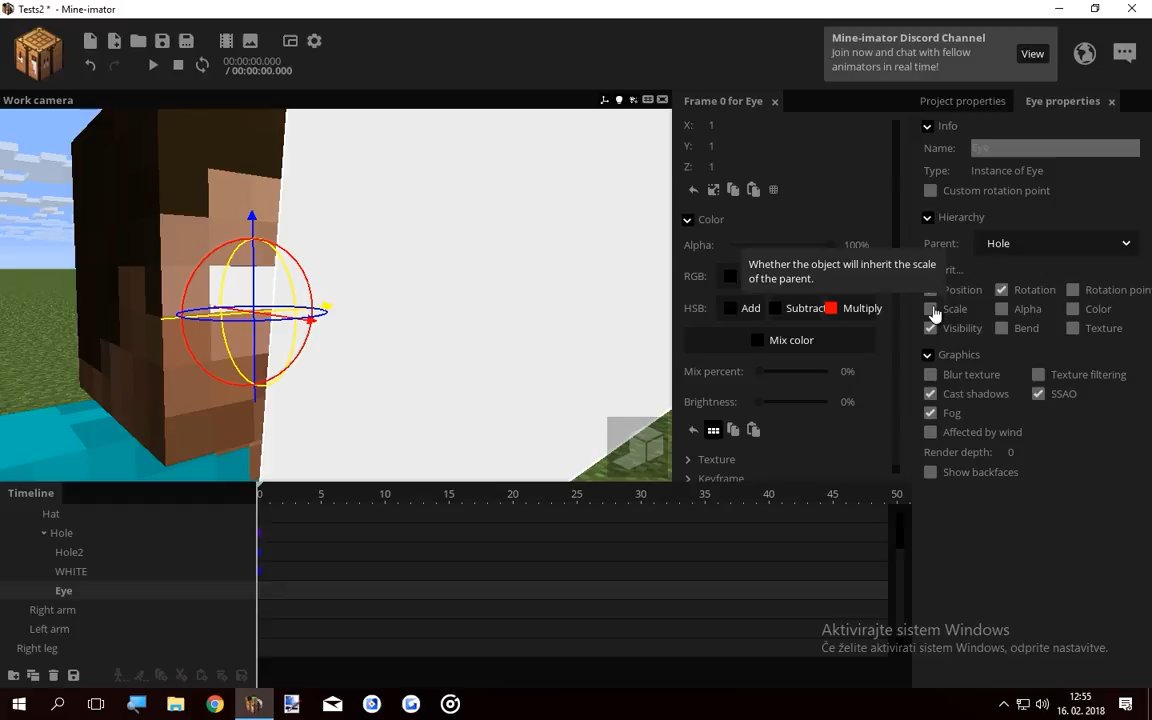 Tests2 * - Mine-imator
Mine-imator Discord Channel
Join now and chat with fellow
animators in real time!
View
00:00:00.000
/ 00:00:00.000
Work camera
Frame 0 for Eye
Project properties
Eye properties
X: 1
Y: 1
Z: 1
Color
Alpha: 100%
RGB:
HSB: Add Subtract Multiply
Mix color
Mix percent: 0%
Brightness: 0%
Texture
Keyframe
Whether the object will inherit the scale
of the parent.
Info
Name: Eye
Type: Instance of Eye
Custom rotation point
Hierarchy
Parent: Hole
Position Rotation Rotation poin
Scale Alpha Color
Visibility Bend Texture
Graphics
Blur texture Texture filtering
Cast shadows SSAO
Fog
Affected by wind
Render depth: 0
Show backfaces
Timeline
0 5 10 15 20 25 30 35 40 45 50
Hat
Hole
Hole2
WHITE
Eye
Right arm
Left arm
Right leg
Aktivirajte sistem Windows
Če želite aktivirati sistem Windows, odprite nastavitve.
12:55
16. 02. 2018